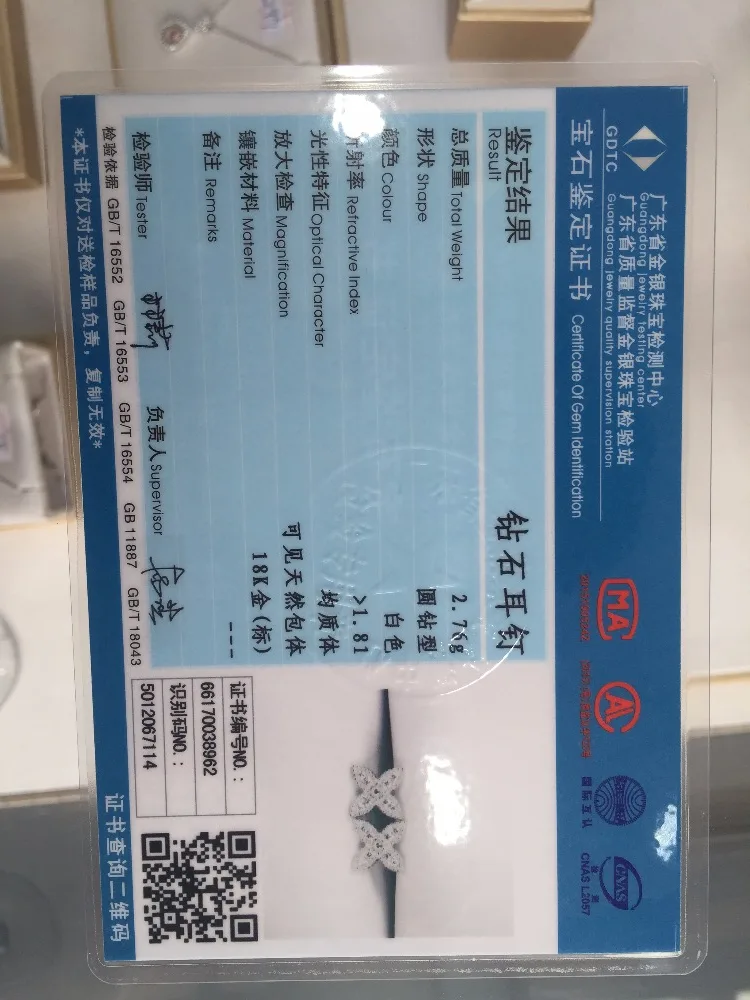 广东省金银珠宝检测中心
Guangdong jewelry testing center
广东省质量监督金银珠宝检验站
Guangdong jewelry quality supervision station
GDTC
宝石鉴定证书 Certificate Of Gem Identification
MA
国际互认
CNAS
CNAS L2057
鉴定结果 钻石耳钉
Result
总质量 Total Weight 2.76g
形状 Shape 圆钻型
颜色 Colour 白色
射率 Refractive Index >1.81
光性特征 Optical Character 均质体
放大检查 Magnification 可见天然包体
镶嵌材料 Material 18K金(标)
备注 Remarks ---
检验师 Tester 负责人 Supervisor
检验依据 GB/T 16552 GB/T 16553 GB/T 16554 GB 11887 GB/T 18043
*本证书仅对送检样品负责，复制无效*
证书编号NO.:
66170038962
识别码NO.:
5012067114
证书查询二维码